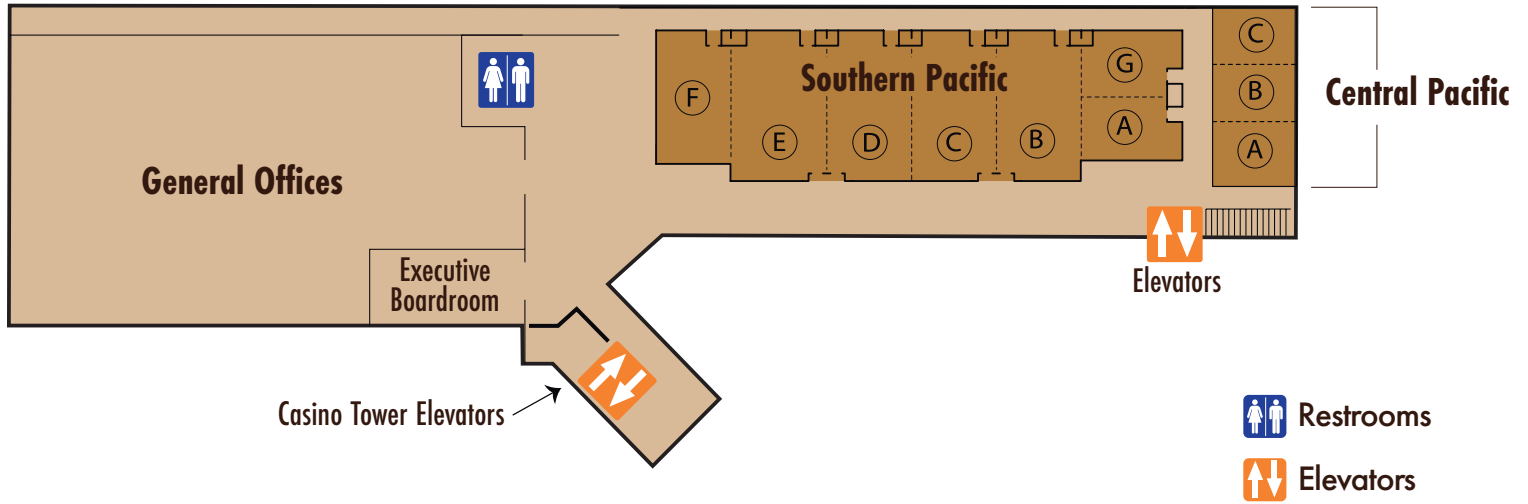 C
G
Southern Pacific
F
B
Central Pacific
A
E
D
C
B
A
General Offices
Executive
Boardroom
Elevators
Casino Tower Elevators
Restrooms
Elevators